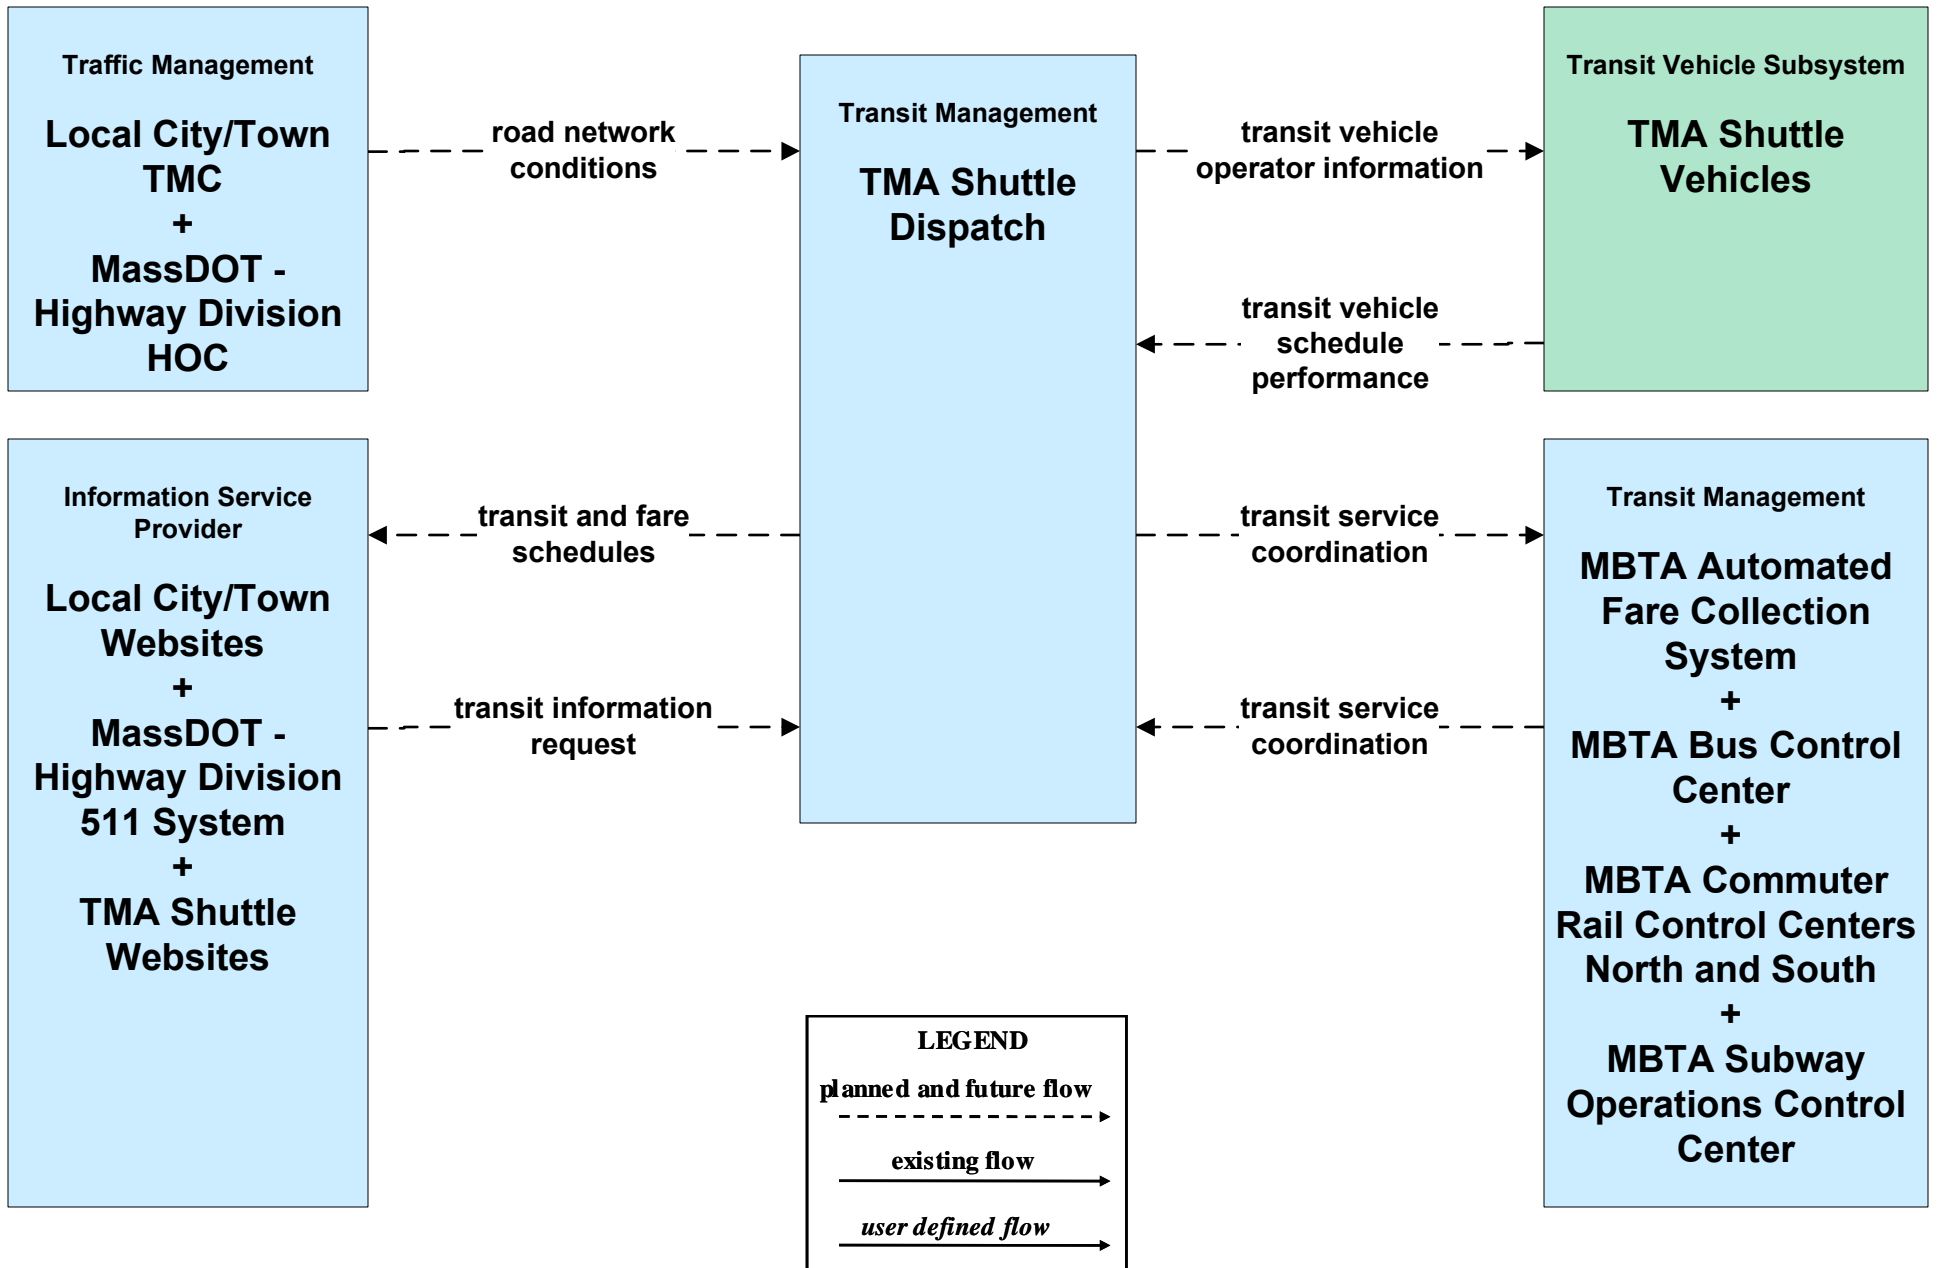 Traffic Management
Local City/Town
TMC
+
MassDOT -
Highway Division
HOC
road network
conditions
Transit Management
TMA Shuttle
Dispatch
transit vehicle
operator information
Transit Vehicle Subsystem
TMA Shuttle
Vehicles
transit vehicle
schedule
performance
Information Service
Provider
Local City/Town
Websites
+
MassDOT -
Highway Division
511 System
+
TMA Shuttle
Websites
transit and fare
schedules
transit information
request
transit service
coordination
transit service
coordination
Transit Management
MBTA Automated
Fare Collection
System
+
MBTA Bus Control
Center
+
MBTA Commuter
Rail Control Centers
North and South
+
MBTA Subway
Operations Control
Center
LEGEND
planned and future flow
existing flow
user defined flow